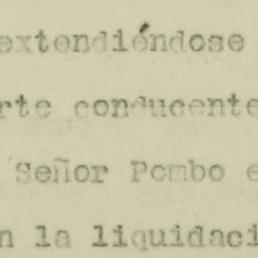 extendiéndose
rte conducente
Señor Pombo e
n la liquidaci